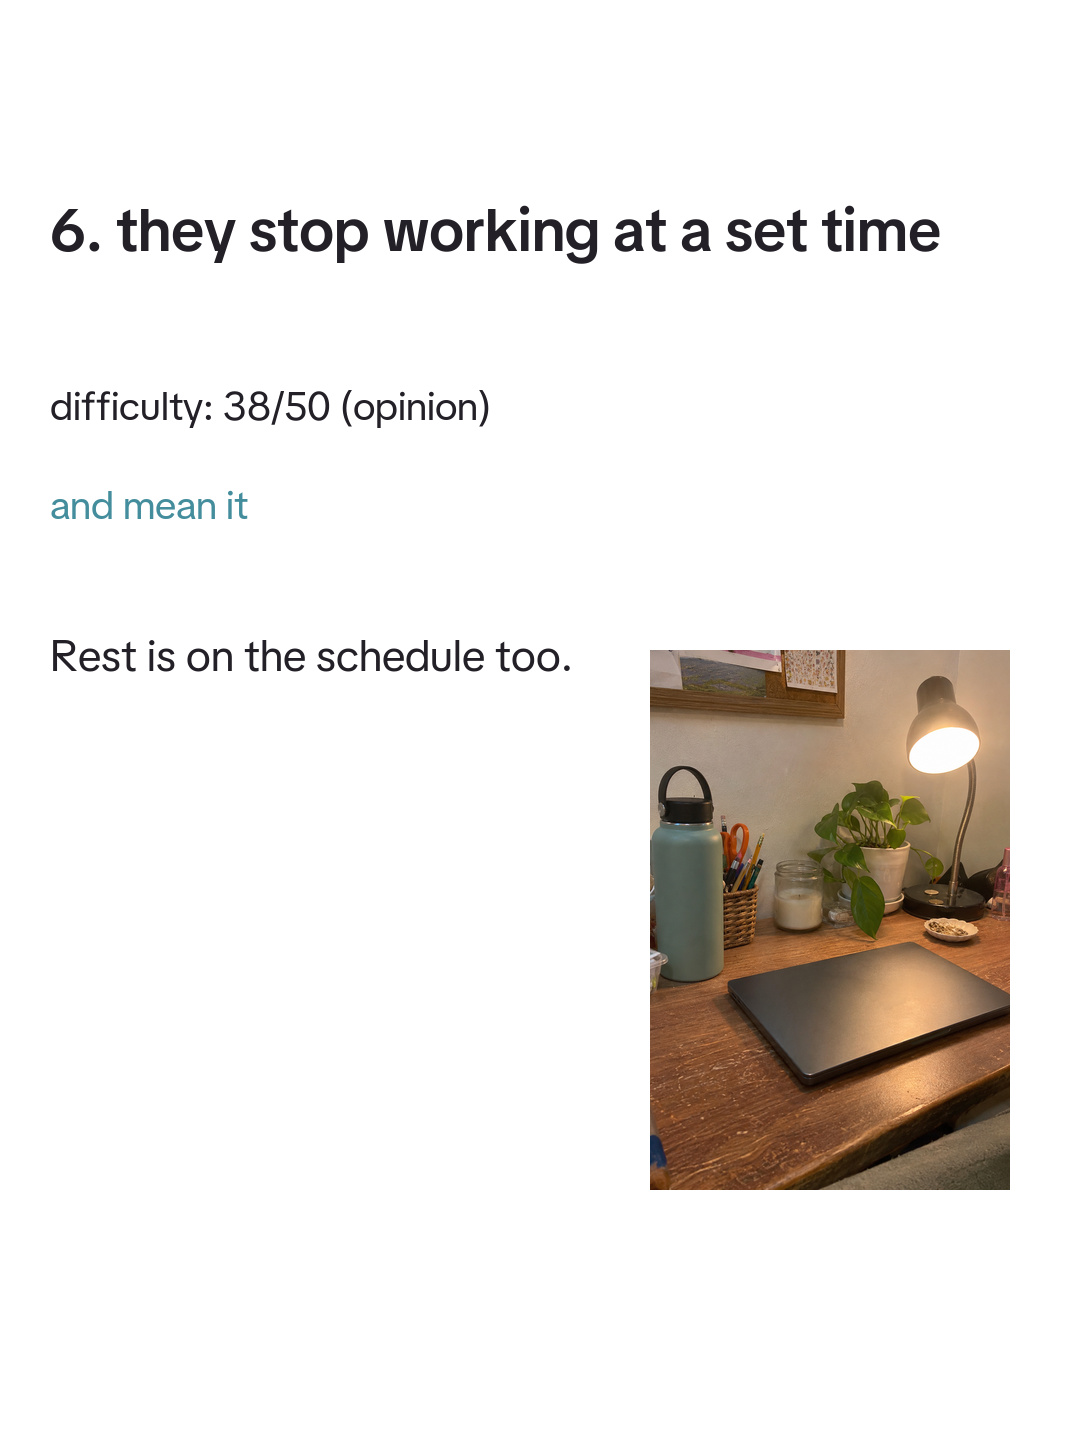 6. they stop working at a set time
difficulty: 38/50 (opinion)
and mean it
Rest is on the schedule too.